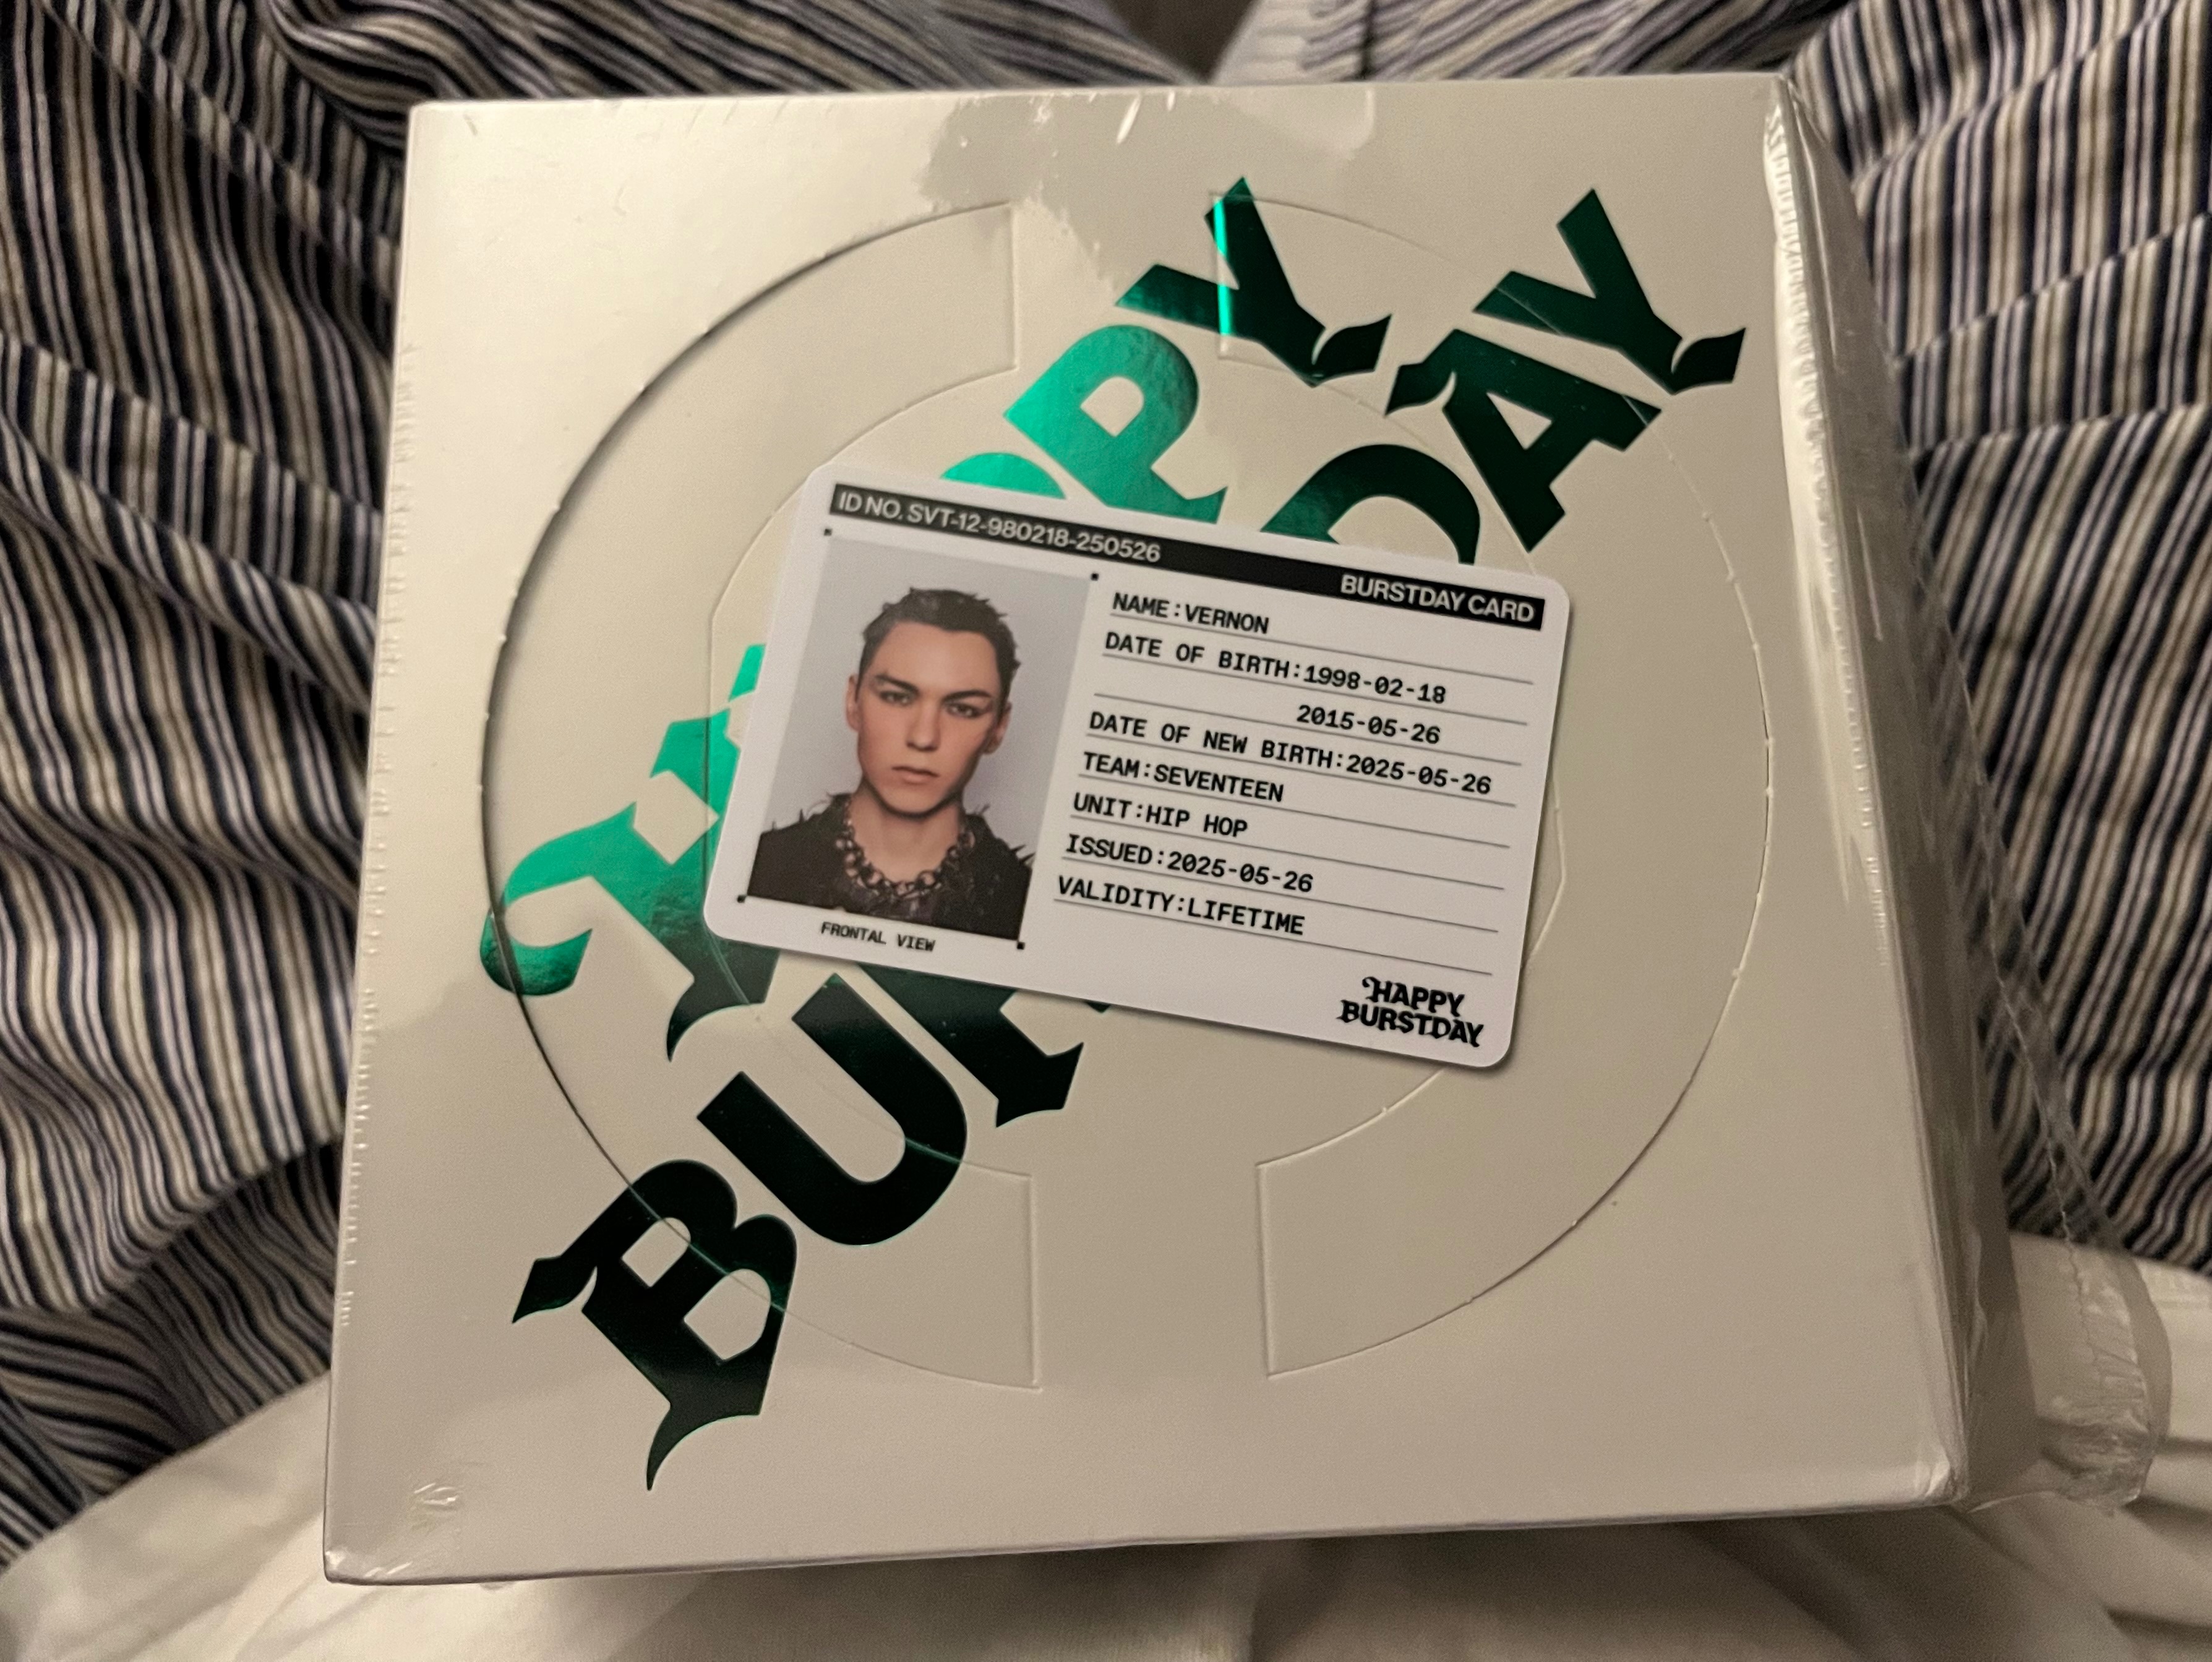 HAPPY
BURSTDAY
ID NO. SVT-12-980218-250526
BURSTDAY CARD
NAME:VERNON
DATE OF BIRTH:1998-02-18
2015-05-26
DATE OF NEW BIRTH:2025-05-26
TEAM:SEVENTEEN
UNIT:HIP HOP
ISSUED:2025-05-26
VALIDITY:LIFETIME
FRONTAL VIEW
HAPPY
BURSTDAY